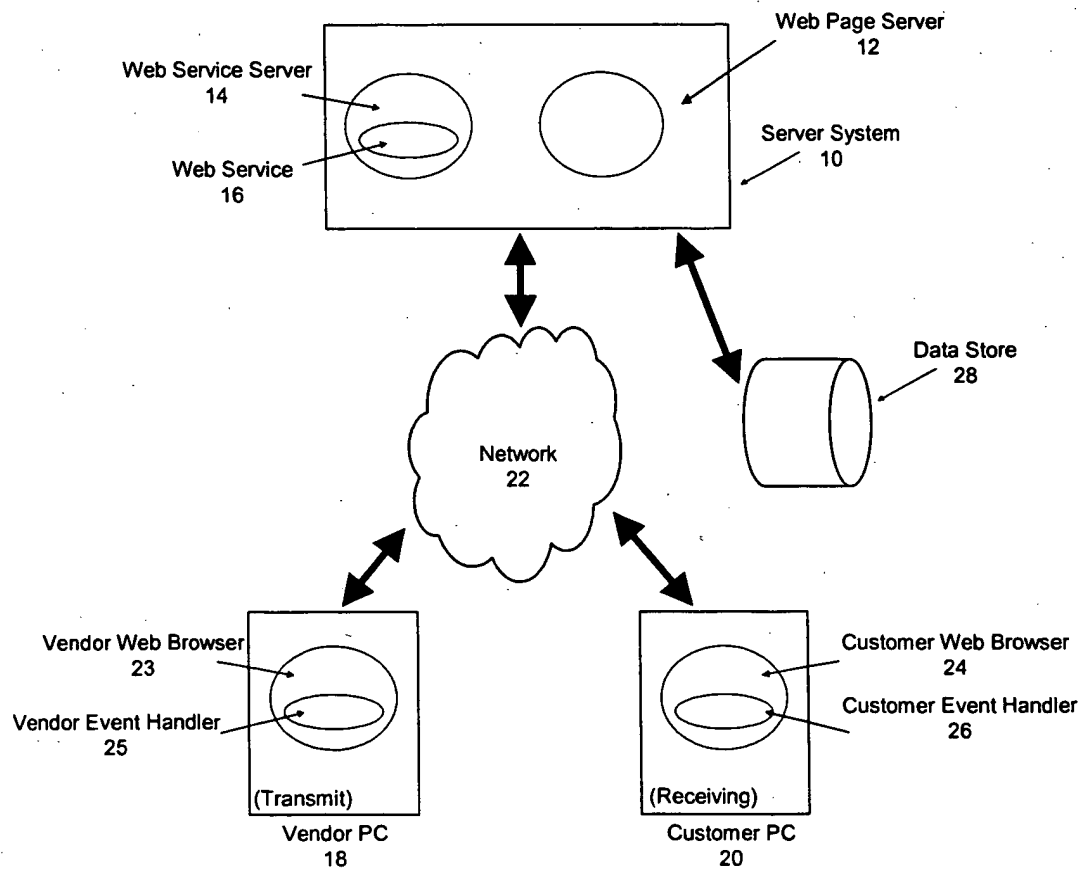 Web Page Server
12
Web Service Server
14
Server System
10
Web Service
16
Data Store
28
Network
22
Vendor Web Browser
23
Customer Web Browser
24
Vendor Event Handler
25
Customer Event Handler
26
(Transmit)
(Receiving)
Vendor PC
18
Customer PC
20